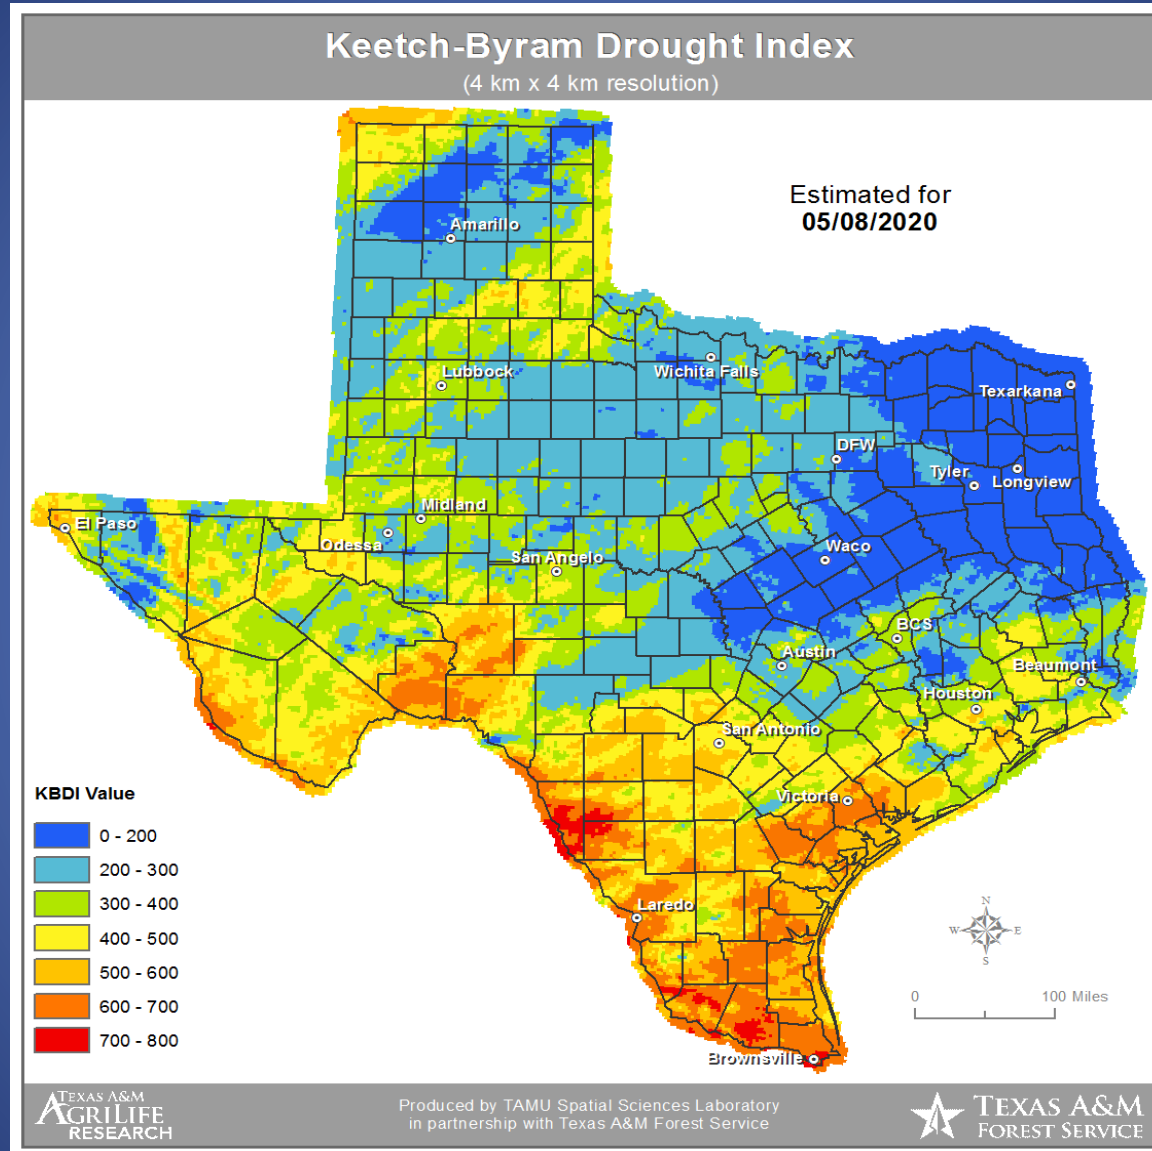 Keetch-Byram Drought Index
(4 km x 4 km resolution)
Estimated for
05/08/2020
Amarillo
Lubbock
Wichita Falls
Texarkana
DFW
Tyler
Longview
Midland
El Paso
Odessa
San Angelo
Waco
BCS
Austin
Beaumont
Houston
San Antonio
Victoria
Laredo
Brownsville
KBDI Value
0 - 200
200 - 300
300 - 400
400 - 500
500 - 600
600 - 700
700 - 800
N
W E
S
0 100 Miles
TEXAS A&M
AGRILIFE
RESEARCH
Produced by TAMU Spatial Sciences Laboratory
in partnership with Texas A&M Forest Service
TEXAS A&M
FOREST SERVICE